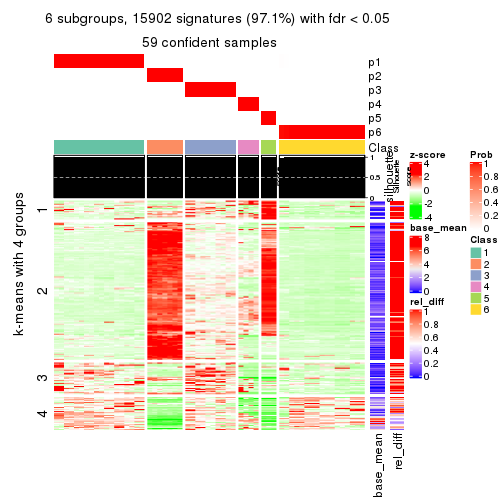 6 subgroups, 15902 signatures (97.1%) with fdr < 0.05
59 confident samples
p1
p2
p3
p4
p5
p6
Class
1
0.5
0
silhouette
Silhouette
score
k-means with 4 groups
1
2
3
4
base_mean
rel_diff
z-score
4
2
0
-2
-4
base_mean
8
6
4
2
0
rel_diff
1
0.8
0.6
0.4
0.2
0
Prob
1
0.8
0.6
0.4
0.2
0
Class
1
2
3
4
5
6